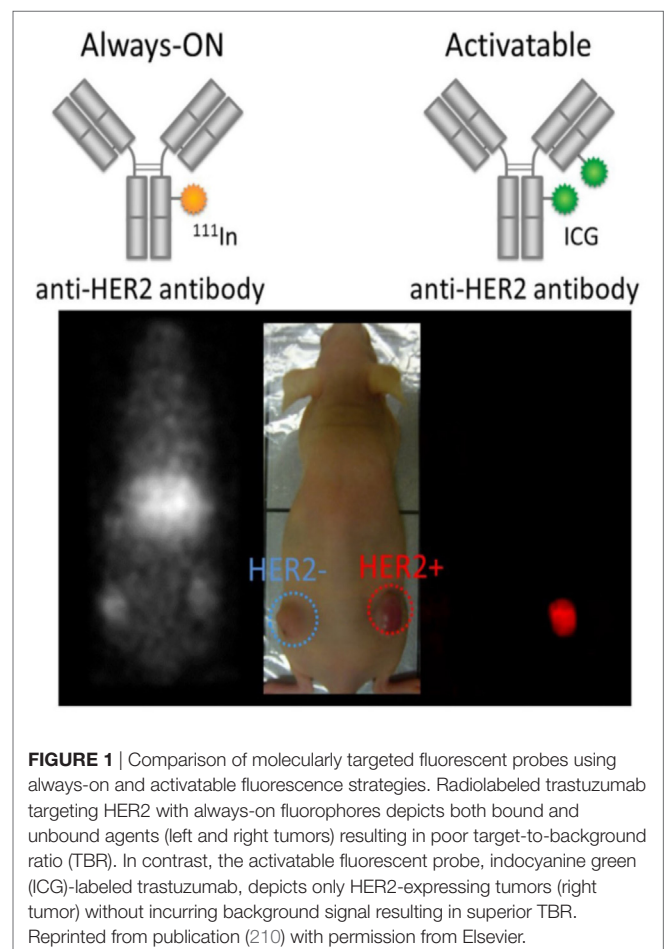 Always-ON
Activatable
111In
ICG
anti-HER2 antibody
anti-HER2 antibody
HER2-
HER2+
FIGURE 1 | Comparison of molecularly targeted fluorescent probes using
always-on and activatable fluorescence strategies. Radiolabeled trastuzumab
targeting HER2 with always-on fluorophores depicts both bound and
unbound agents (left and right tumors) resulting in poor target-to-background
ratio (TBR). In contrast, the activatable fluorescent probe, indocyanine green
(ICG)-labeled trastuzumab, depicts only HER2-expressing tumors (right
tumor) without incurring background signal resulting in superior TBR.
Reprinted from publication (210) with permission from Elsevier.